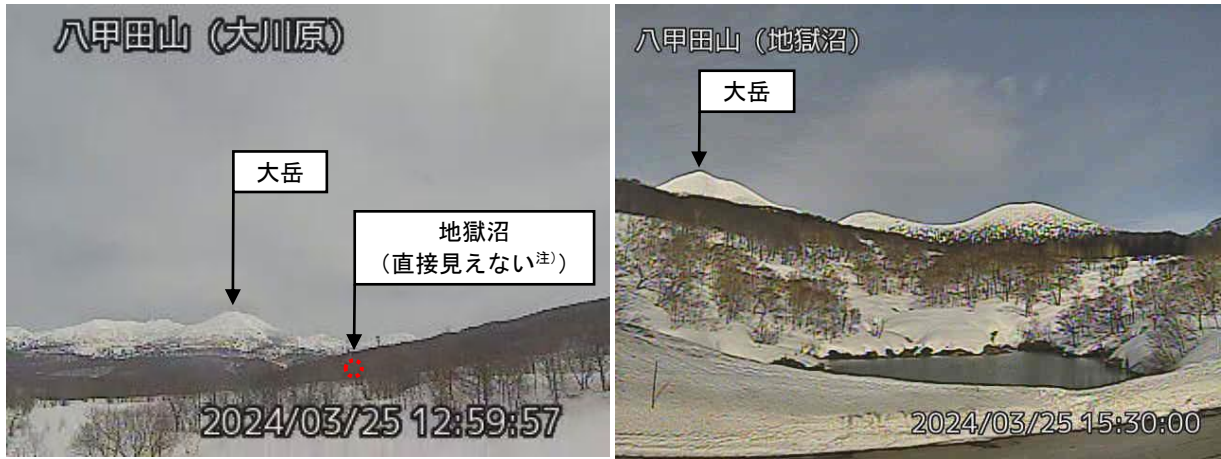 八甲田山（大川原）
大岳
地獄沼
（直接見えない注））
2024/03/25 12:59:57
八甲田山（地獄沼）
大岳
2024/03/25 15:30:00